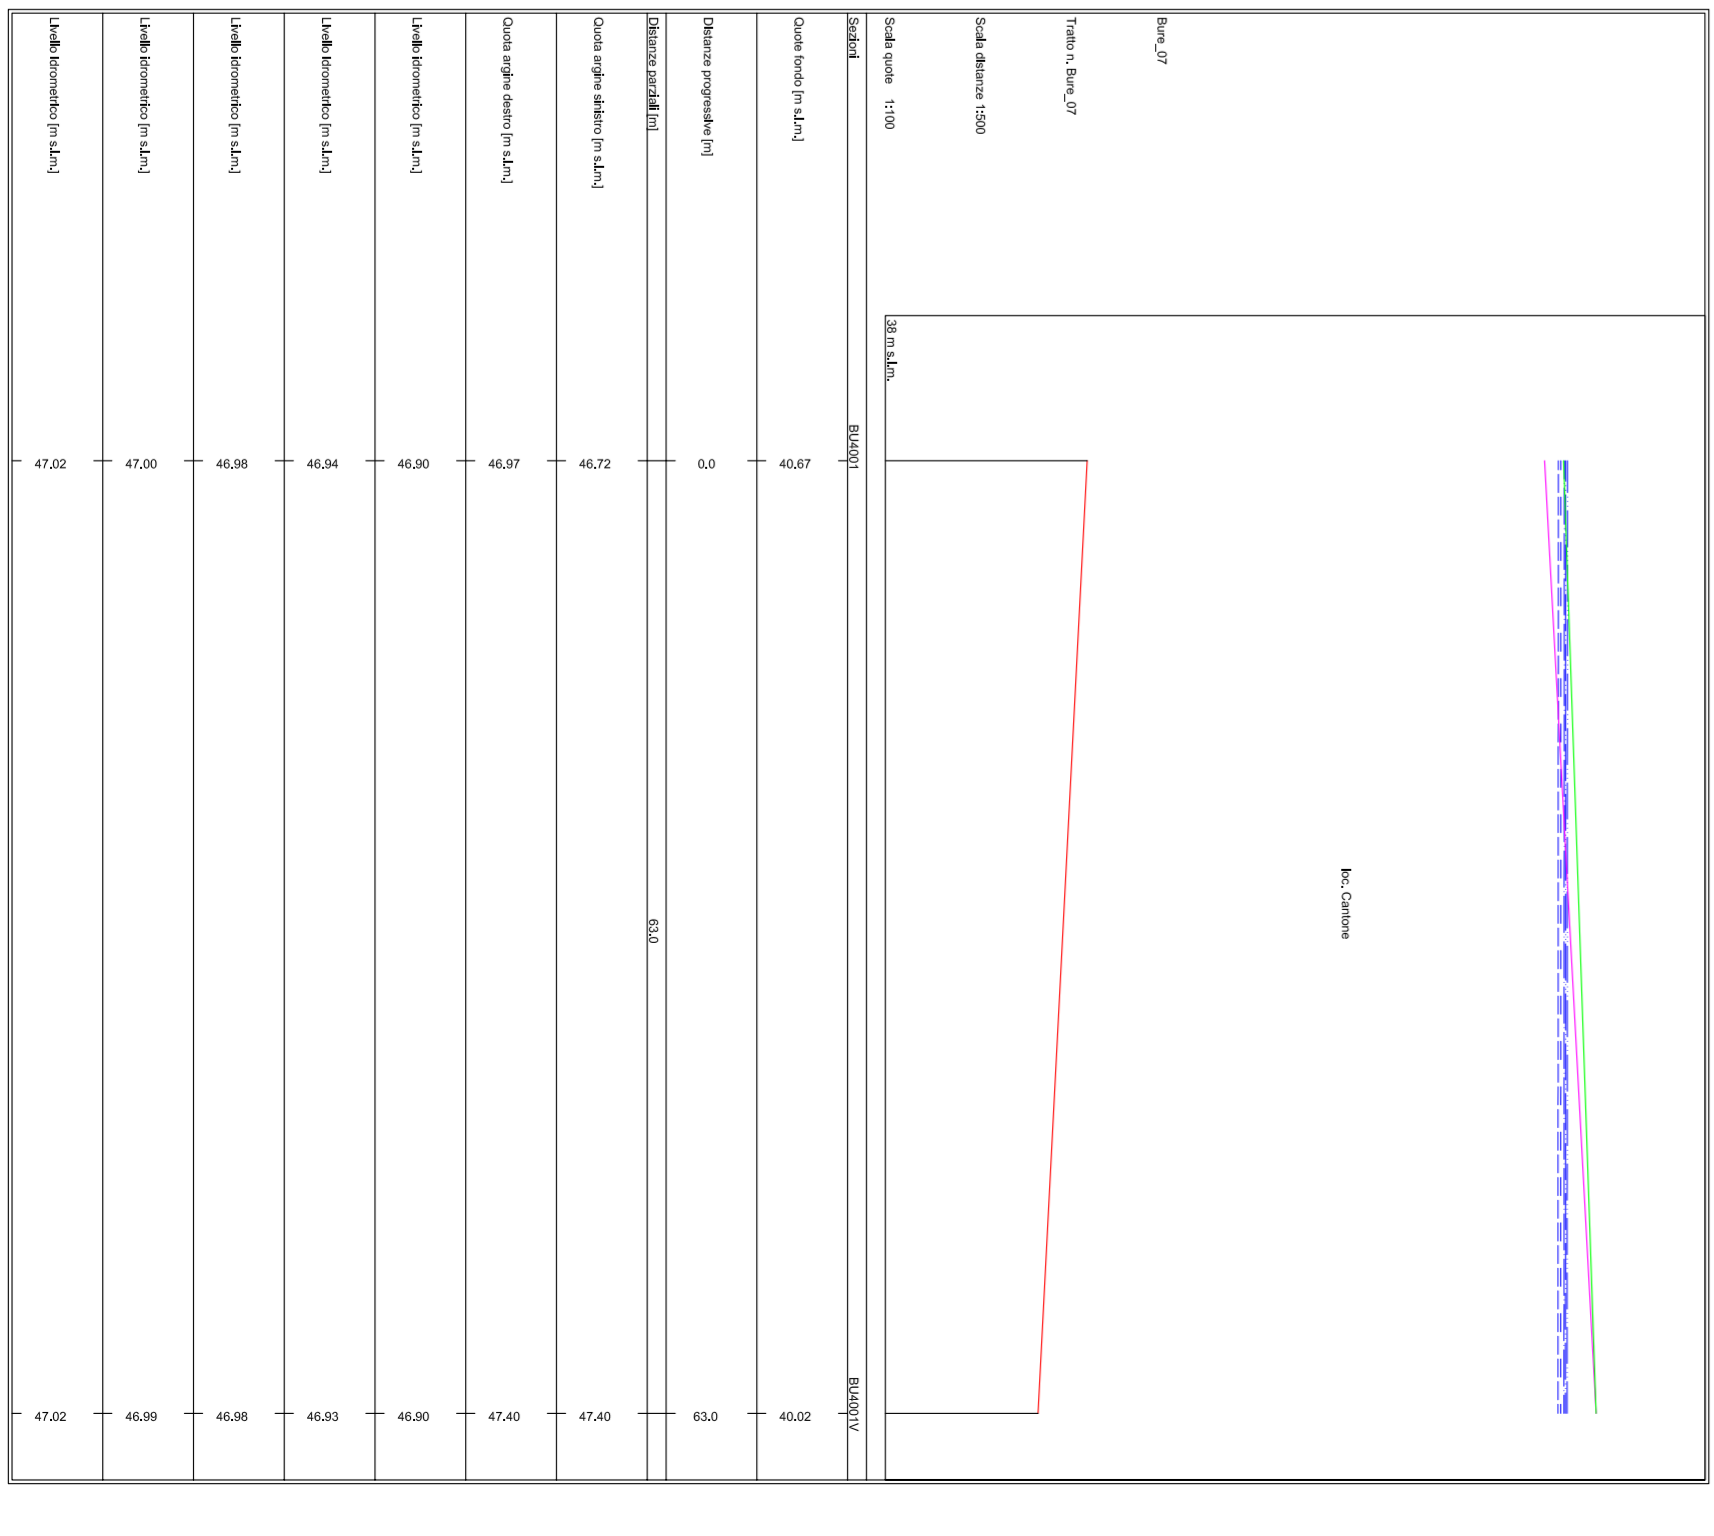 Bure_07
Tratto n. Bure_07
Scala distanze 1:500
Scala quote 1:100
38 m s.l.m.
loc. Cantone
Sezioni BU4001 BU4001V
Quote fondo [m s.l.m.] 40.67 40.02
Distanze progressive [m] 0.0 63.0
Distanze parziali [m] 63.0
Quota argine sinistro [m s.l.m.] 46.72 47.40
Quota argine destro [m s.l.m.] 46.97 47.40
Livello idrometrico [m s.l.m.] 46.90 46.90
Livello idrometrico [m s.l.m.] 46.94 46.93
Livello idrometrico [m s.l.m.] 46.98 46.98
Livello idrometrico [m s.l.m.] 47.00 46.99
Livello idrometrico [m s.l.m.] 47.02 47.02